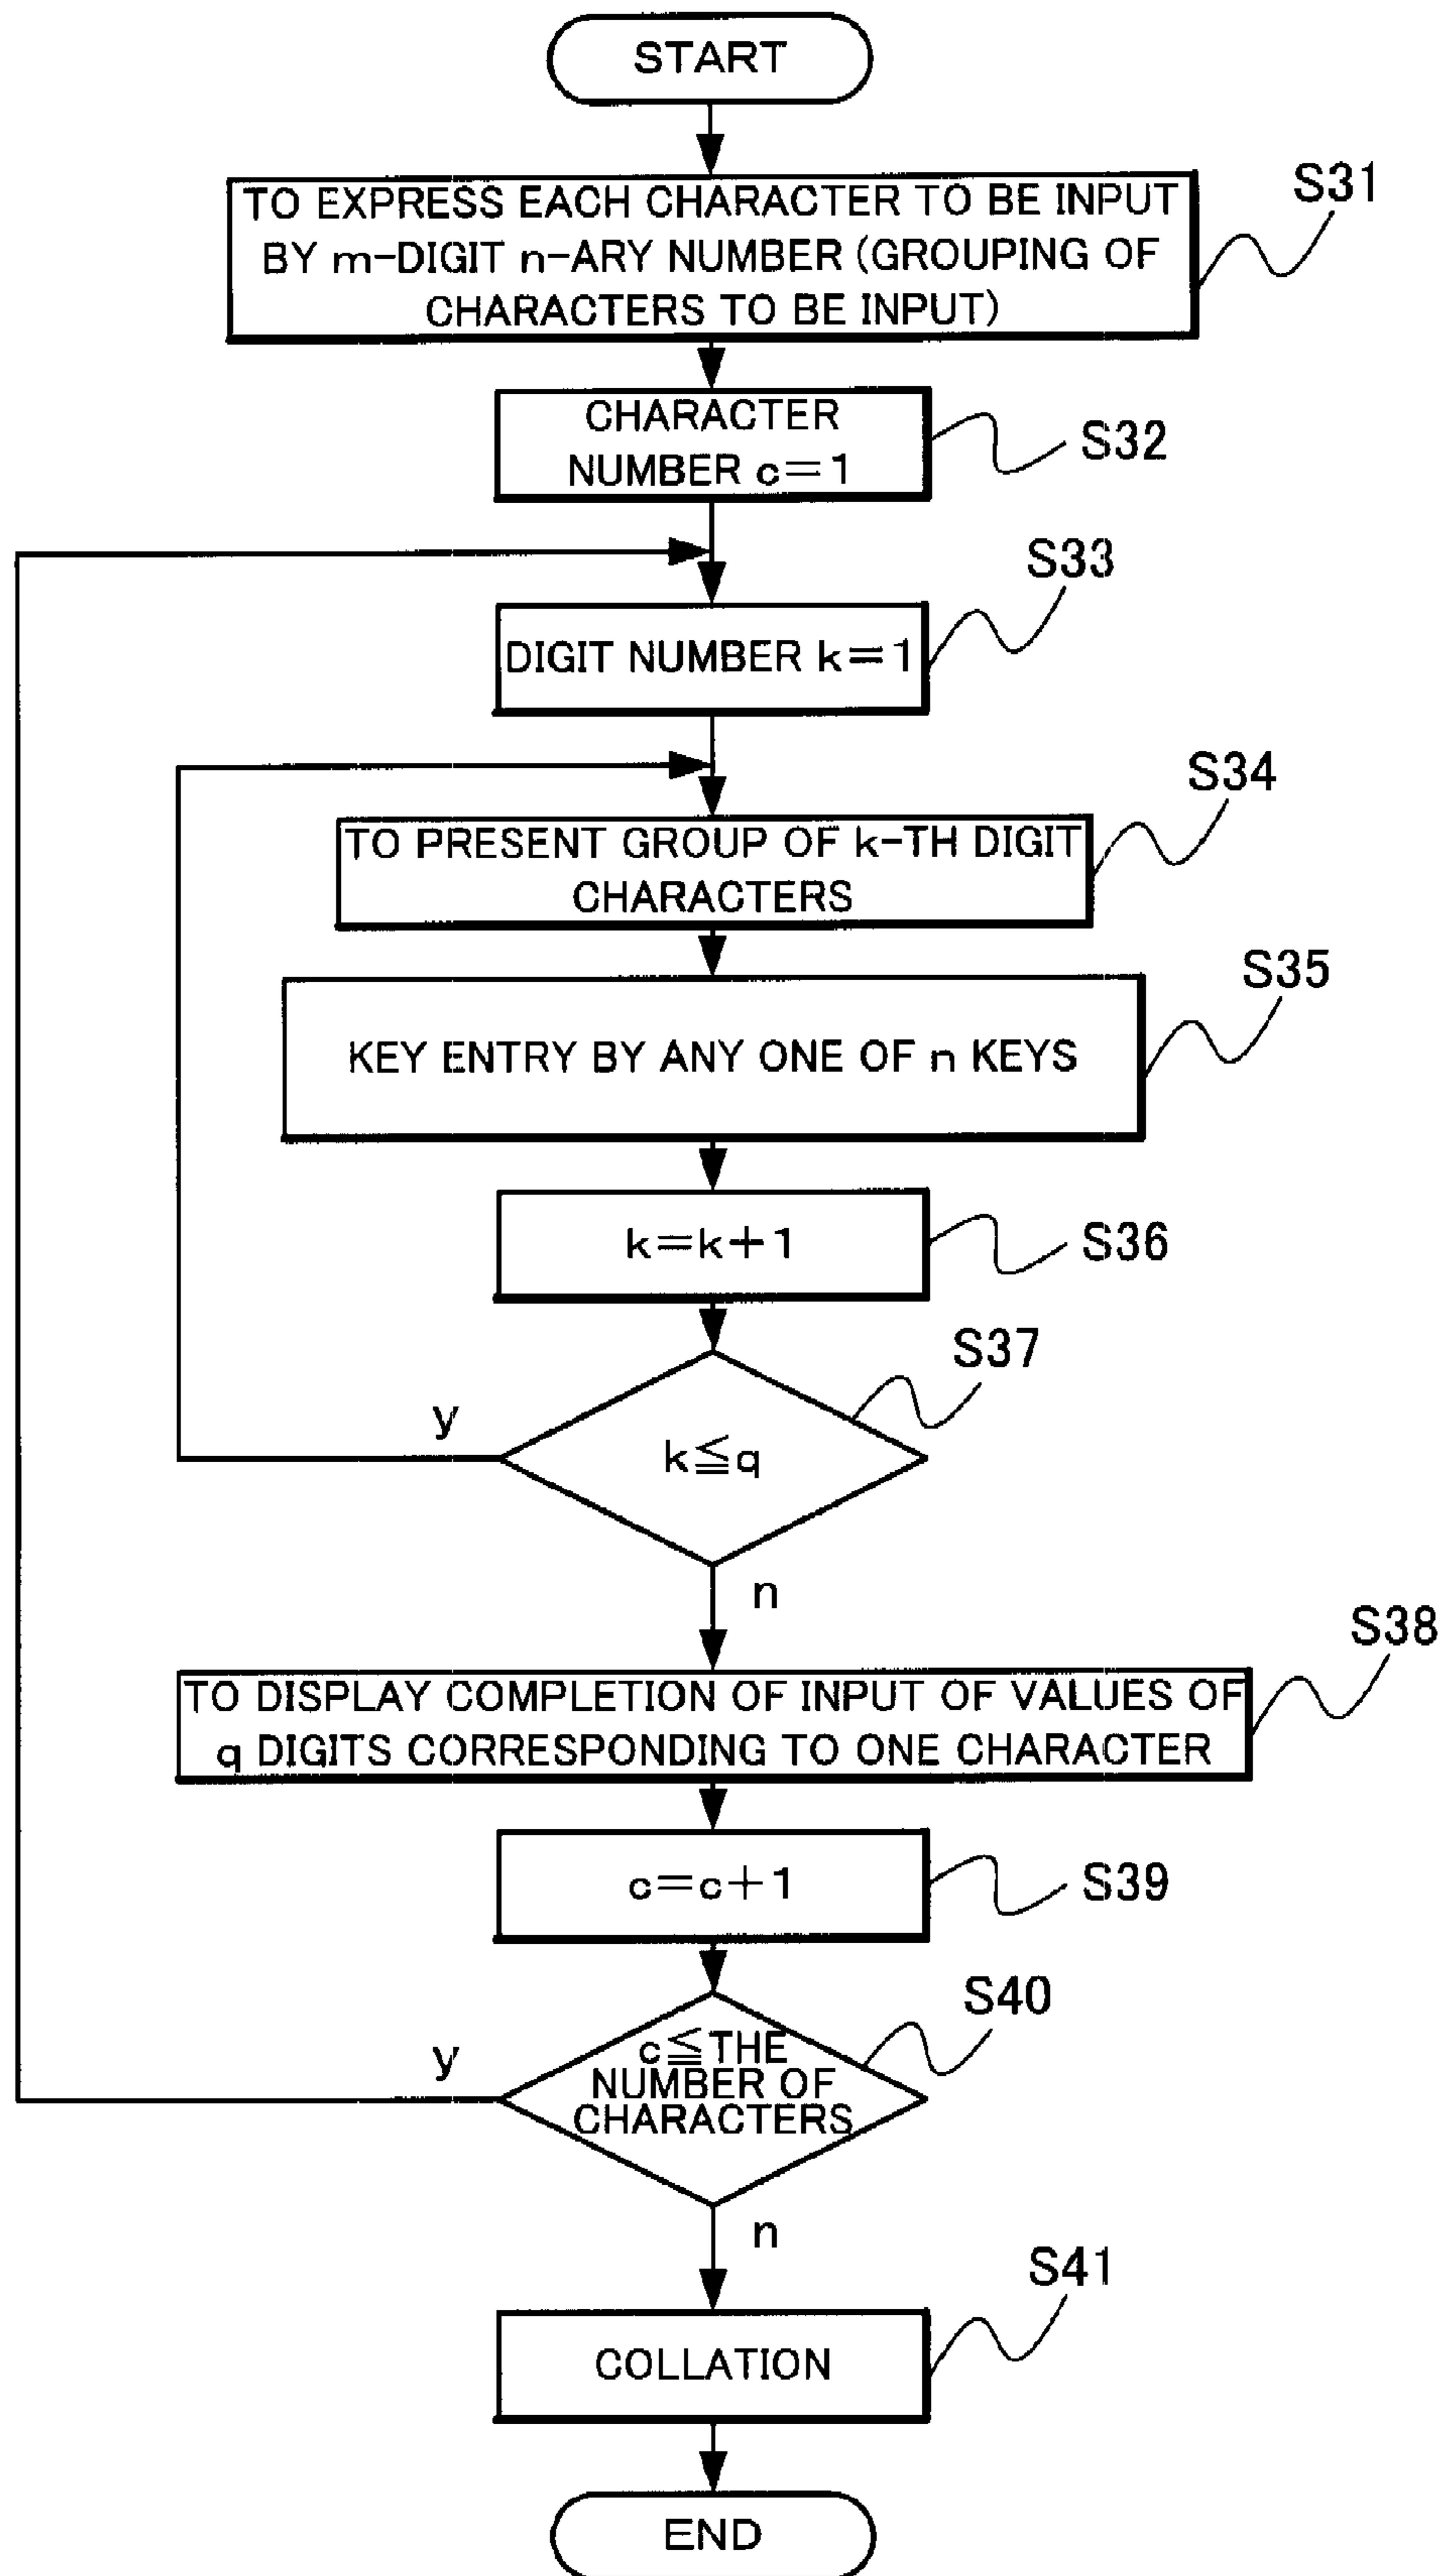 START
S31
TO EXPRESS EACH CHARACTER TO BE INPUT
BY m-DIGIT n-ARY NUMBER (GROUPING OF
CHARACTERS TO BE INPUT)
CHARACTER
NUMBER c=1
S32
S33
DIGIT NUMBER k=1
S34
TO PRESENT GROUP OF k-TH DIGIT
CHARACTERS
S35
KEY ENTRY BY ANY ONE OF n KEYS
k=k+1
S36
S37
y
k≦q
n
S38
TO DISPLAY COMPLETION OF INPUT OF VALUES OF
q DIGITS CORRESPONDING TO ONE CHARACTER
c=c+1
S39
S40
y
c≦THE
NUMBER OF
CHARACTERS
n
S41
COLLATION
END